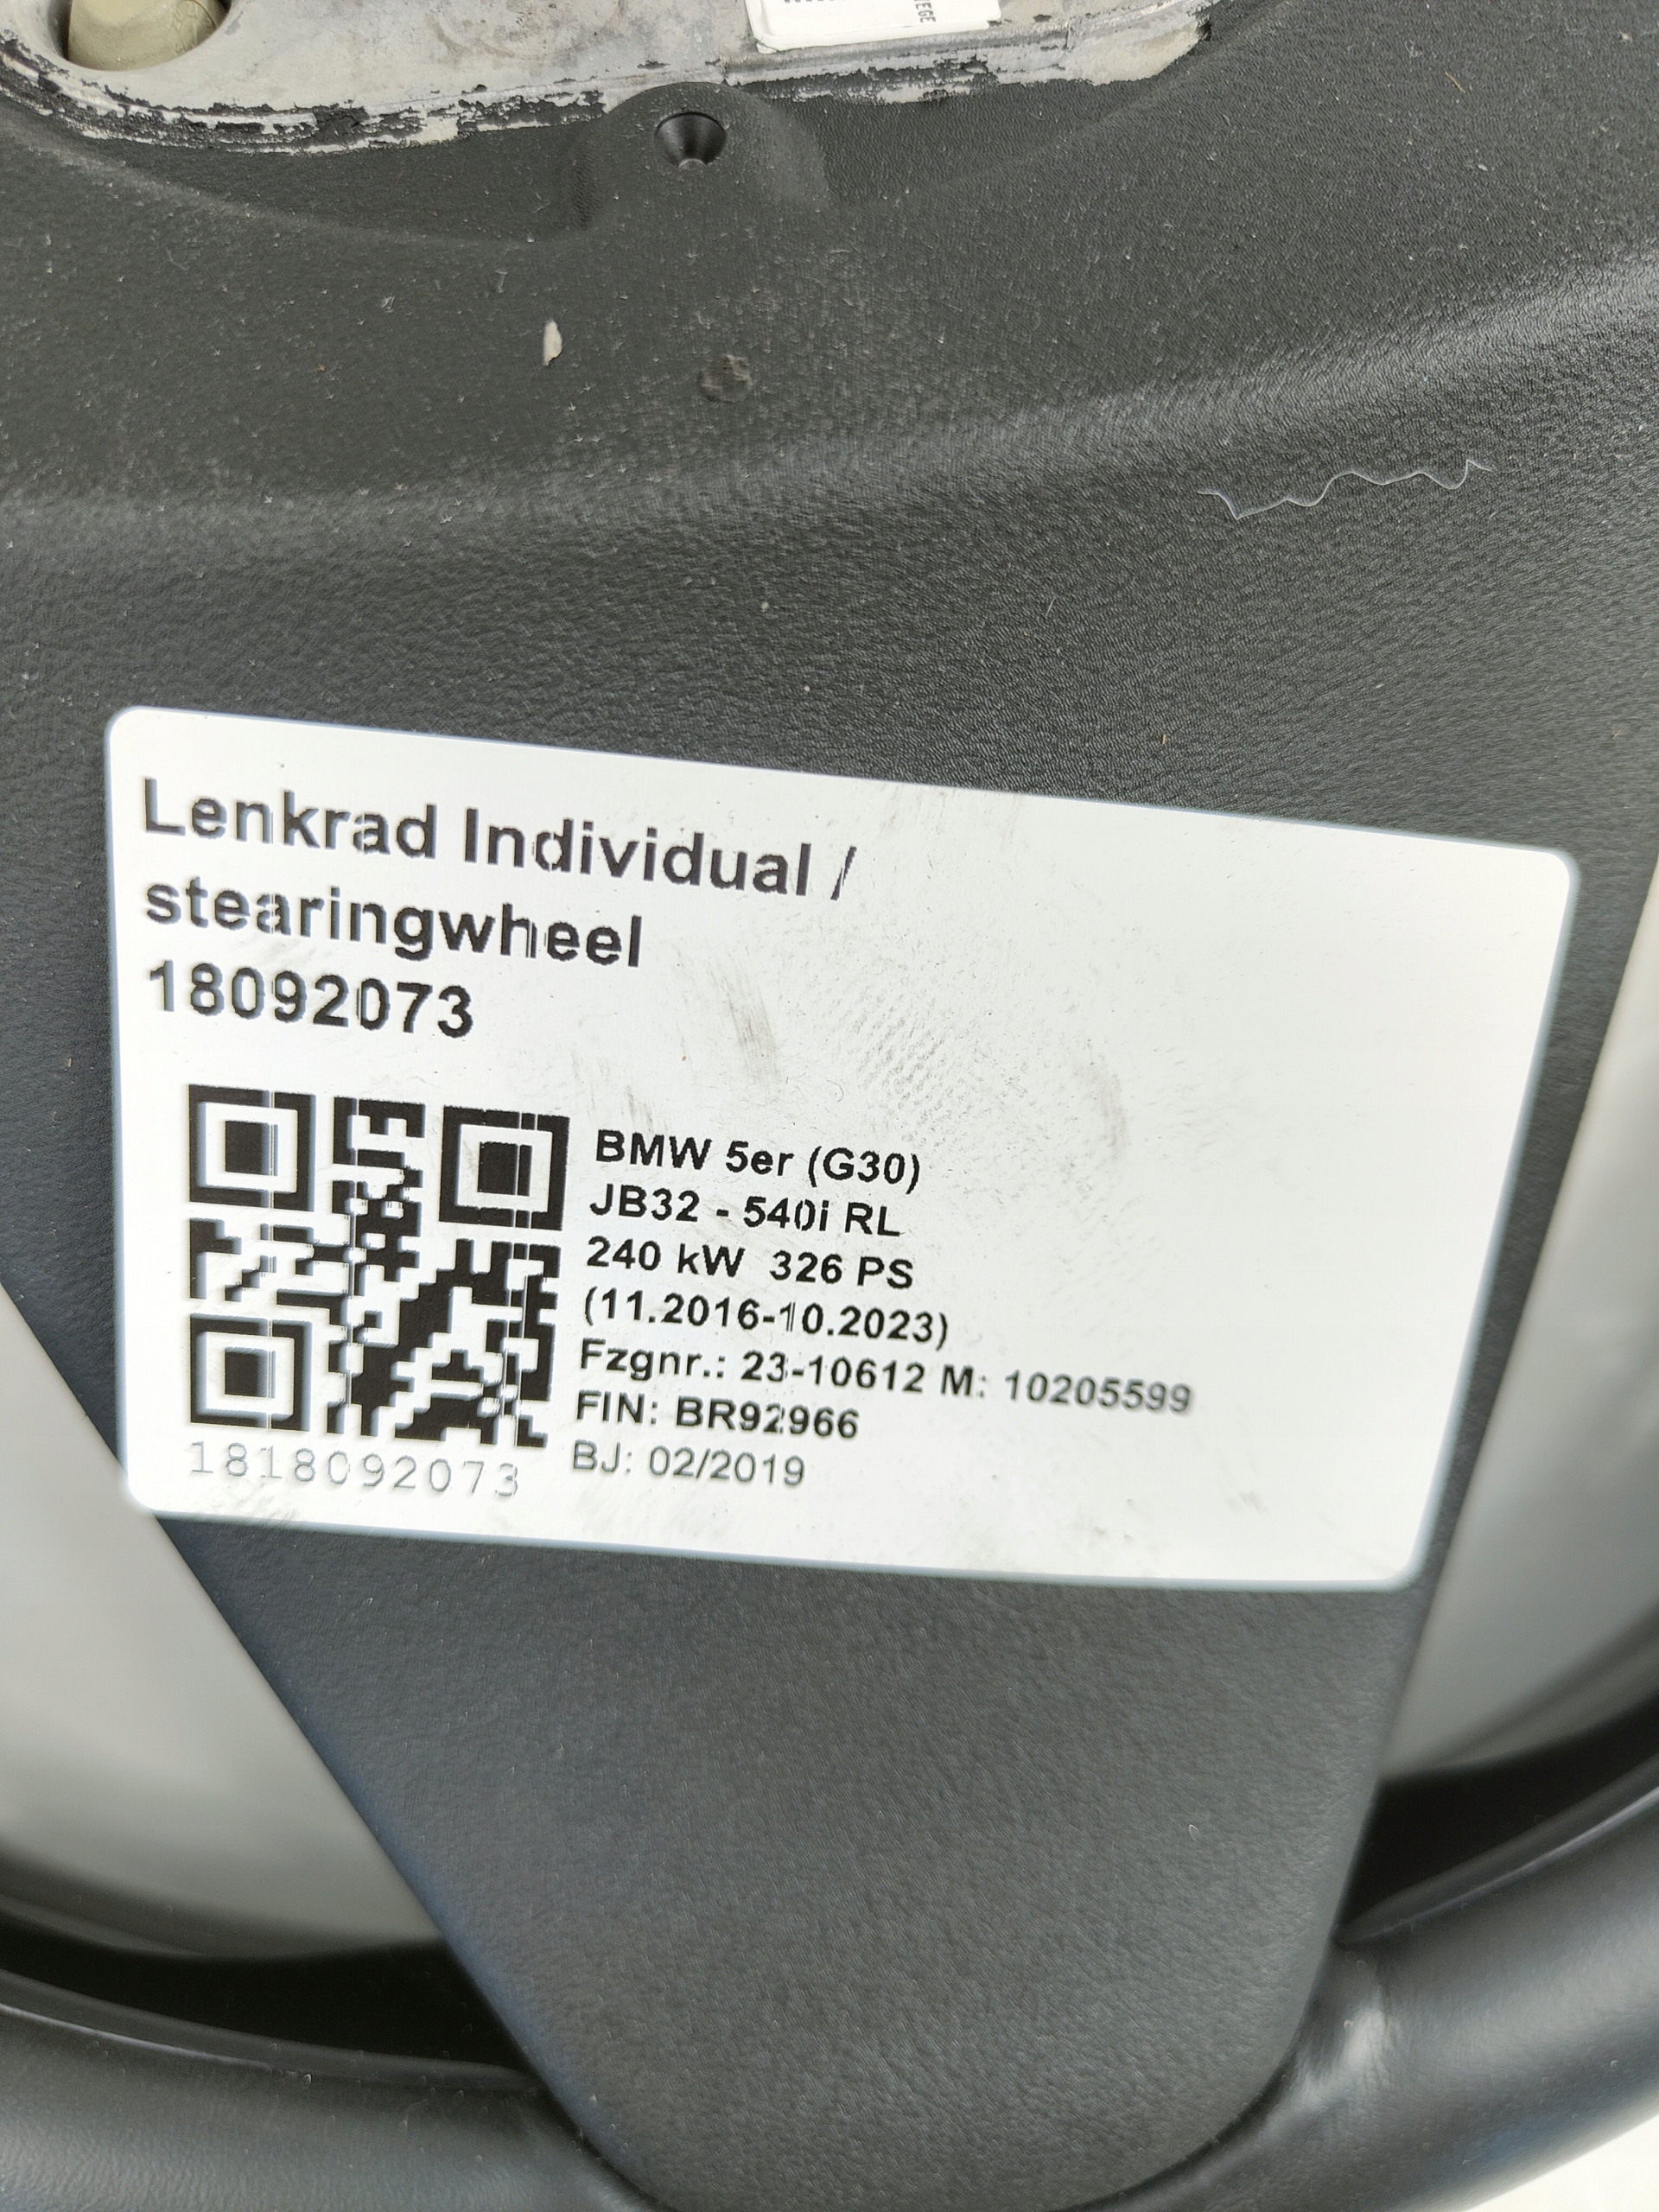 Lenkrad Individual /
stearingwheel
18092073
BMW 5er (G30)
JB32 - 540i RL
240 kW 326 PS
(11.2016-10.2023)
Fzgnr.: 23-10612 M: 10205599
FIN: BR92966
BJ: 02/2019
1818092073